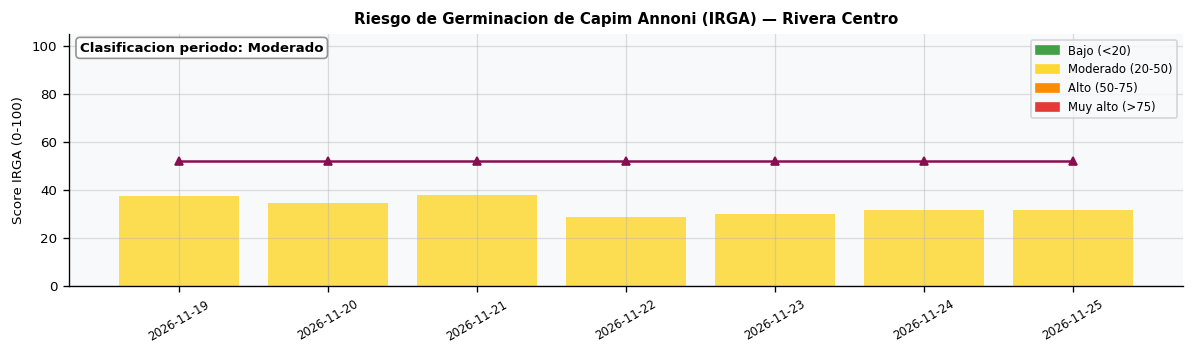 Riesgo de Germinacion de Capim Annoni (IRGA) — Rivera Centro
Clasificacion periodo: Moderado
Bajo (<20)
Moderado (20-50)
Alto (50-75)
Muy alto (>75)
Score IRGA (0-100)
100
80
60
40
20
0
2026-11-19
2026-11-20
2026-11-21
2026-11-22
2026-11-23
2026-11-24
2026-11-25